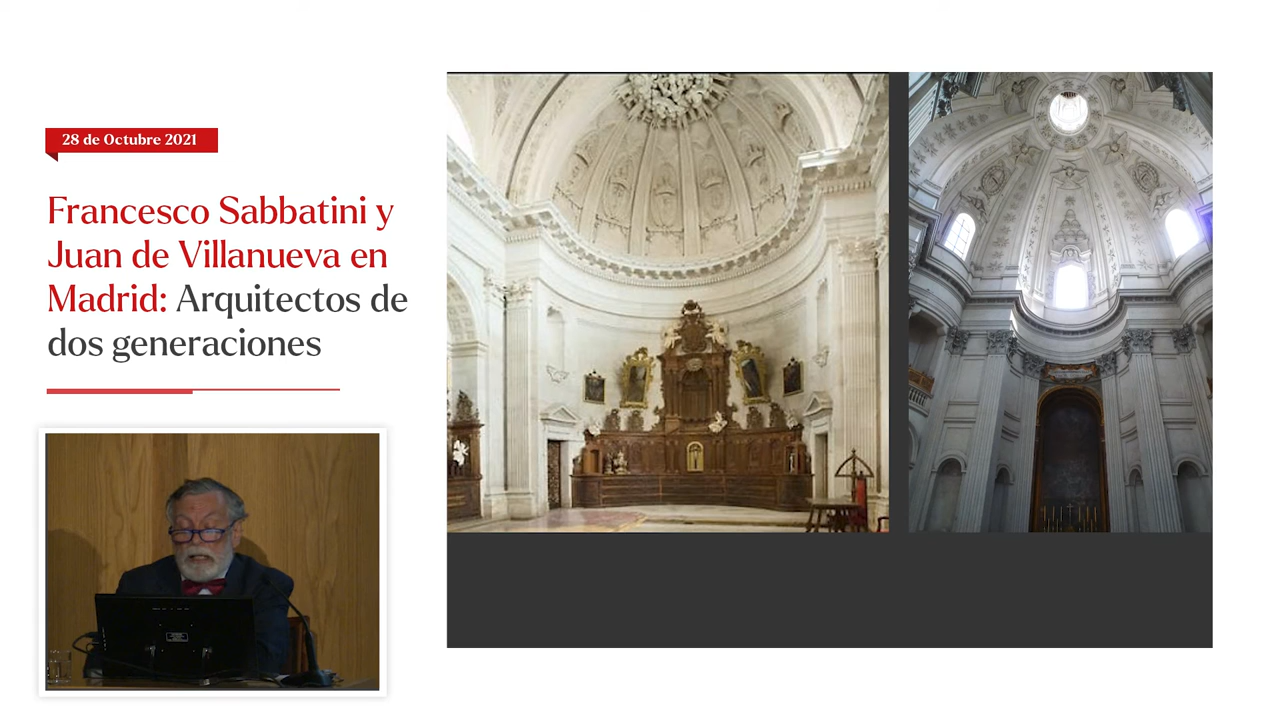 28 de Octubre 2021
Francesco Sabbatini y
Juan de Villanueva en
Madrid: Arquitectos de
dos generaciones